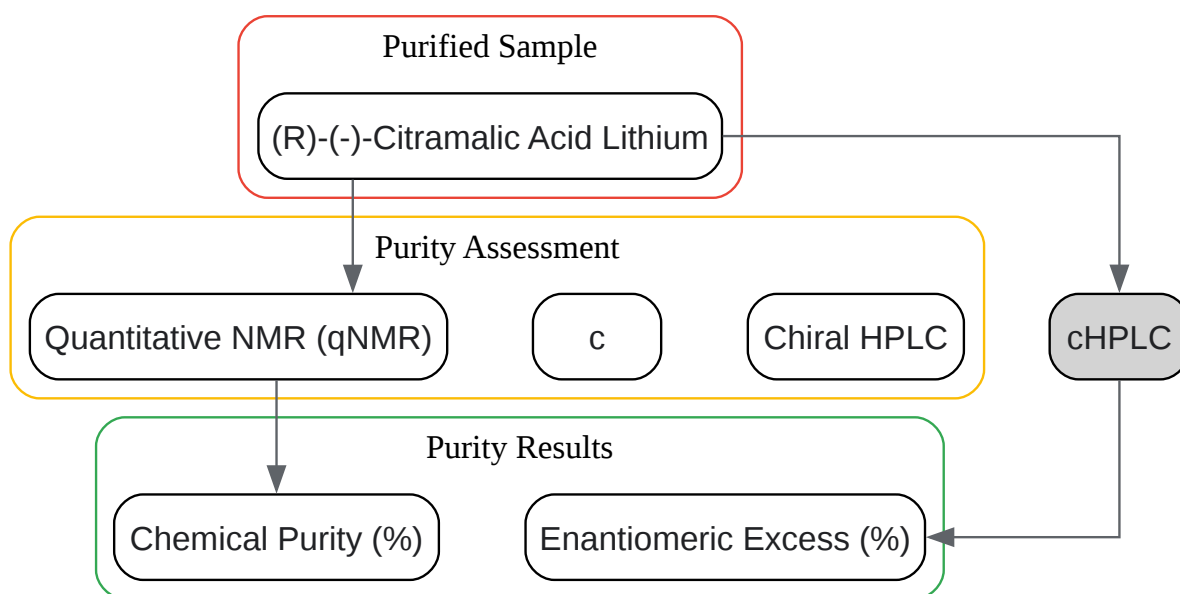 Purified Sample
(R)-(-)-Citramalic Acid Lithium
Purity Assessment
Quantitative NMR (qNMR)
c
Chiral HPLC
cHPLC
Purity Results
Chemical Purity (%)
Enantiomeric Excess (%)